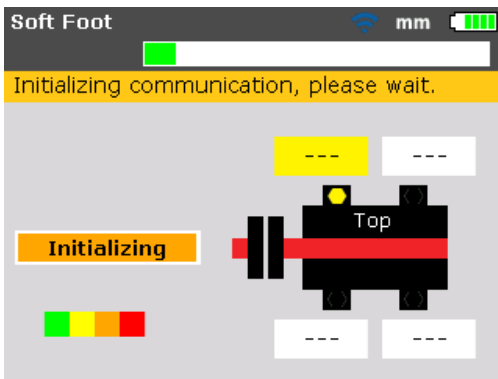 Soft Foot mm
Initializing communication, please wait.
--- ---
Top
Initializing
--- ---